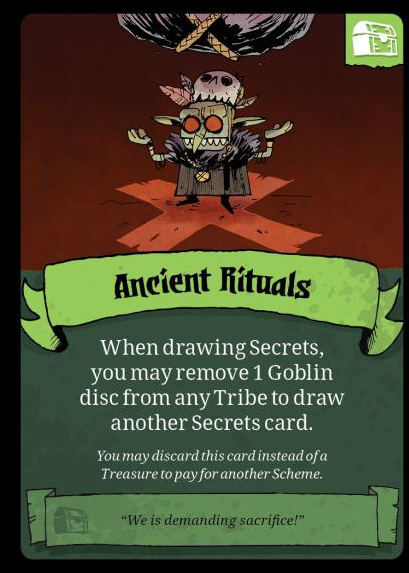 Ancient Rituals
When drawing Secrets,
you may remove 1 Goblin
disc from any Tribe to draw
another Secrets card.
You may discard this card instead of a
Treasure to pay for another Scheme.
“We is demanding sacrifice!”